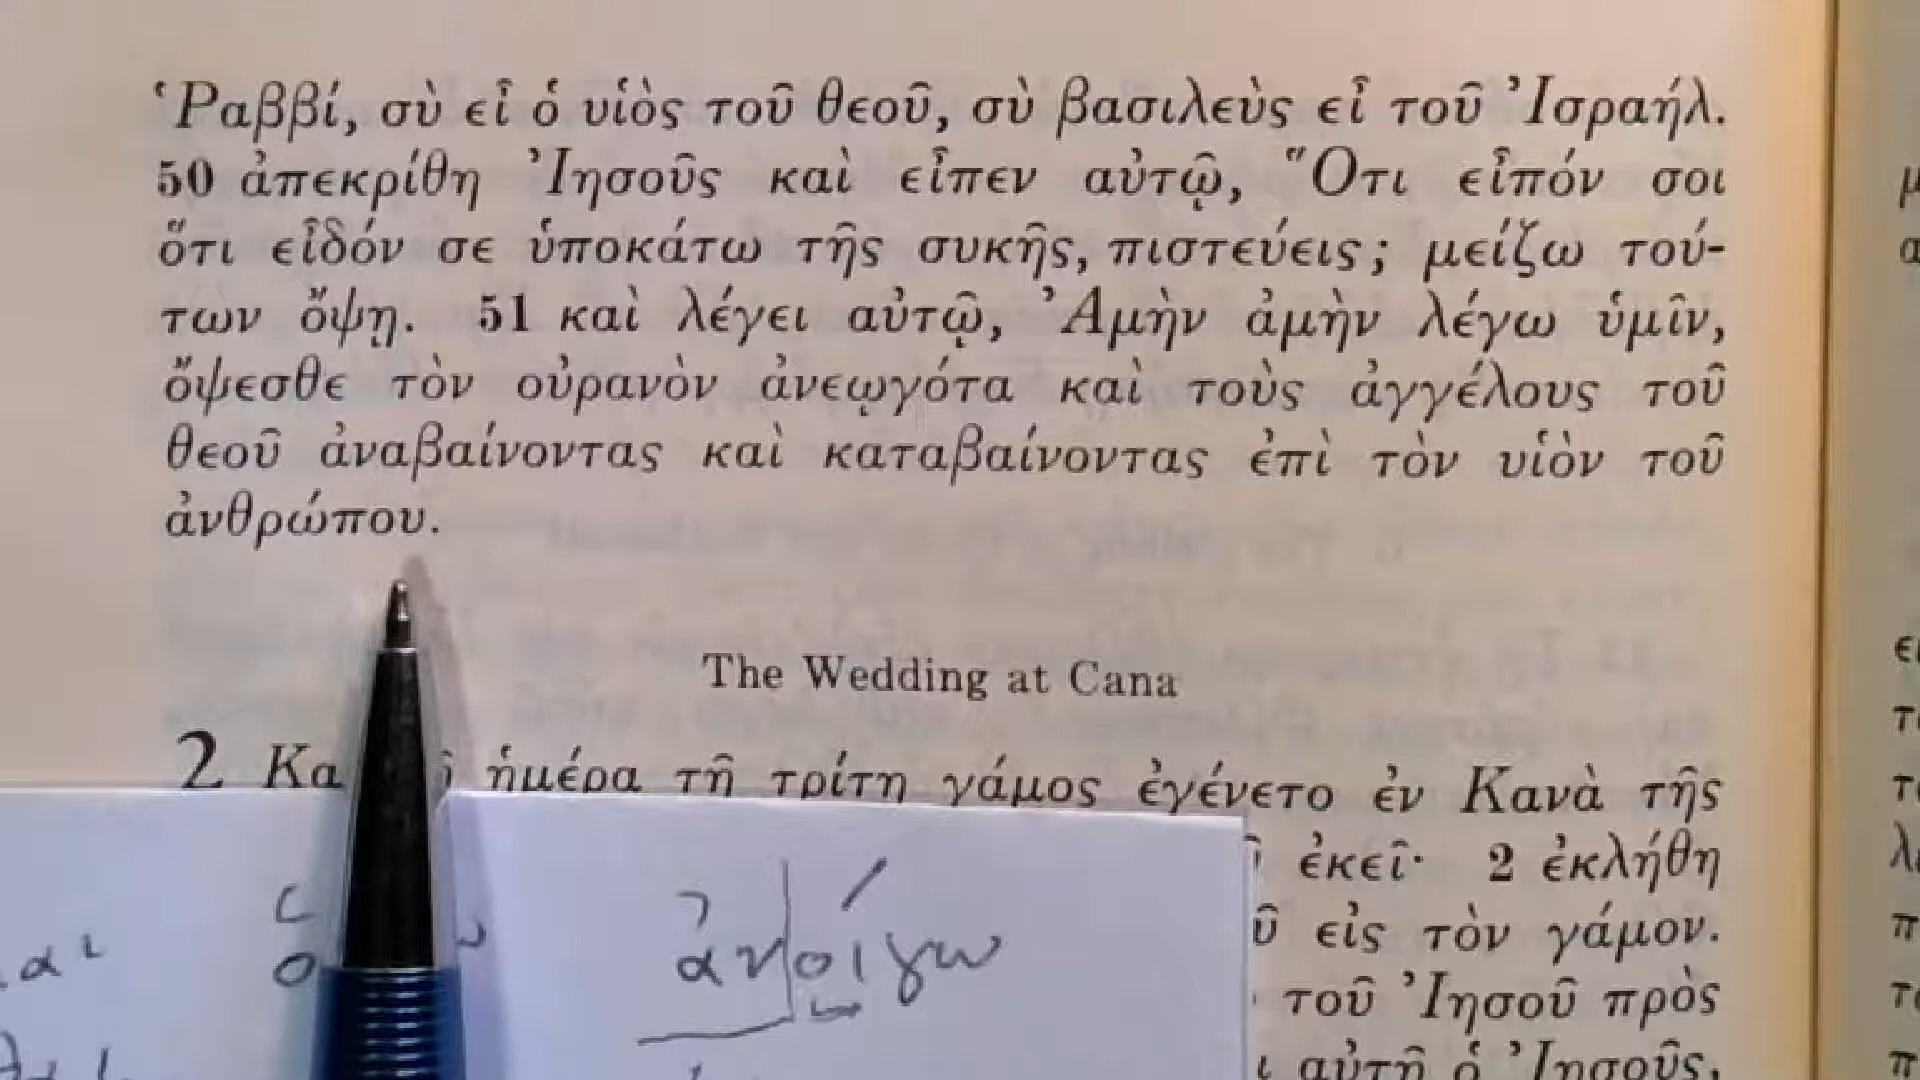 Ῥαββί, σὺ εἶ ὁ υἱὸς τοῦ θεοῦ, σὺ βασιλεὺς εἶ τοῦ Ἰσραήλ.
50 ἀπεκρίθη Ἰησοῦς καὶ εἶπεν αὐτῷ, Ὅτι εἶπόν σοι
ὅτι εἶδόν σε ὑποκάτω τῆς συκῆς, πιστεύεις; μείζω τού-
των ὄψῃ. 51 καὶ λέγει αὐτῷ, Ἀμὴν ἀμὴν λέγω ὑμῖν,
ὄψεσθε τὸν οὐρανὸν ἀνεῳγότα καὶ τοὺς ἀγγέλους τοῦ
θεοῦ ἀναβαίνοντας καὶ καταβαίνοντας ἐπὶ τὸν υἱὸν τοῦ
ἀνθρώπου.
The Wedding at Cana
2 ἡμέρᾳ τῇ τρίτῃ γάμος ἐγένετο ἐν Κανὰ τῆς
ἐκεῖ· 2 ἐκλήθη
εἰς τὸν γάμον.
τοῦ Ἰησοῦ πρὸς
αὐτῇ ὁ Ἰησοῦς,
ἀνοίγω